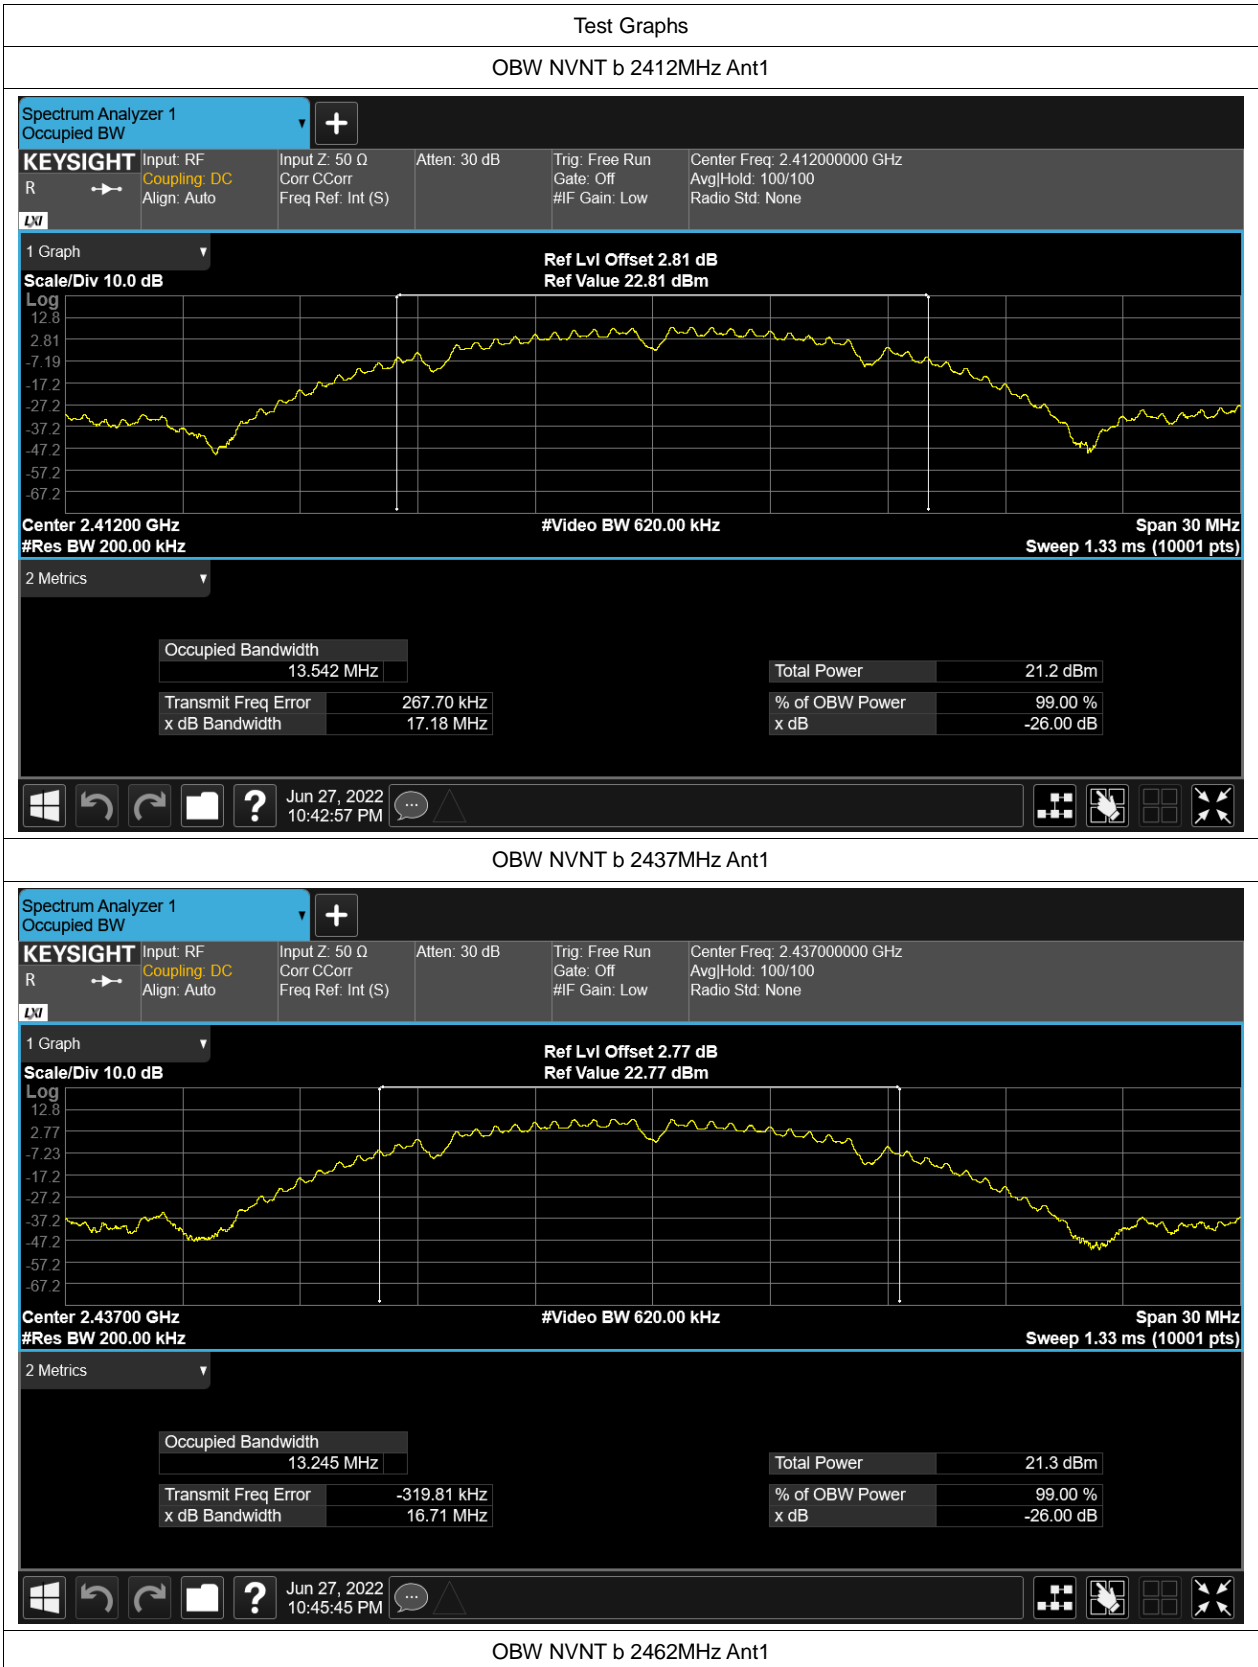 Test Graphs
OBW NVNT b 2412MHz Ant1
Spectrum Analyzer 1
Occupied BW
KEYSIGHT Input: RF Input Z: 50 Ω Atten: 30 dB Trig: Free Run Center Freq: 2.412000000 GHz
R Coupling: DC Corr CCorr Gate: Off Avg|Hold: 100/100
Align: Auto Freq Ref: Int (S) #IF Gain: Low Radio Std: None
LXI
1 Graph
Ref Lvl Offset 2.81 dB
Scale/Div 10.0 dB Ref Value 22.81 dBm
Log
12.8
2.81
-7.19
-17.2
-27.2
-37.2
-47.2
-57.2
-67.2
Center 2.41200 GHz #Video BW 620.00 kHz Span 30 MHz
#Res BW 200.00 kHz Sweep 1.33 ms (10001 pts)
2 Metrics
Occupied Bandwidth
13.542 MHz Total Power 21.2 dBm
Transmit Freq Error 267.70 kHz % of OBW Power 99.00 %
x dB Bandwidth 17.18 MHz x dB -26.00 dB
Jun 27, 2022
10:42:57 PM
OBW NVNT b 2437MHz Ant1
Spectrum Analyzer 1
Occupied BW
KEYSIGHT Input: RF Input Z: 50 Ω Atten: 30 dB Trig: Free Run Center Freq: 2.437000000 GHz
R Coupling: DC Corr CCorr Gate: Off Avg|Hold: 100/100
Align: Auto Freq Ref: Int (S) #IF Gain: Low Radio Std: None
LXI
1 Graph
Ref Lvl Offset 2.77 dB
Scale/Div 10.0 dB Ref Value 22.77 dBm
Log
12.8
2.77
-7.23
-17.2
-27.2
-37.2
-47.2
-57.2
-67.2
Center 2.43700 GHz #Video BW 620.00 kHz Span 30 MHz
#Res BW 200.00 kHz Sweep 1.33 ms (10001 pts)
2 Metrics
Occupied Bandwidth
13.245 MHz Total Power 21.3 dBm
Transmit Freq Error -319.81 kHz % of OBW Power 99.00 %
x dB Bandwidth 16.71 MHz x dB -26.00 dB
Jun 27, 2022
10:45:45 PM
OBW NVNT b 2462MHz Ant1